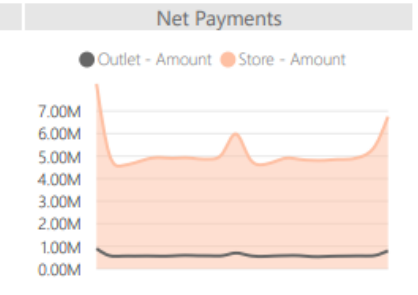 Net Payments
Outlet - Amount Store - Amount
7.00M
6.00M
5.00M
4.00M
3.00M
2.00M
1.00M
0.00M